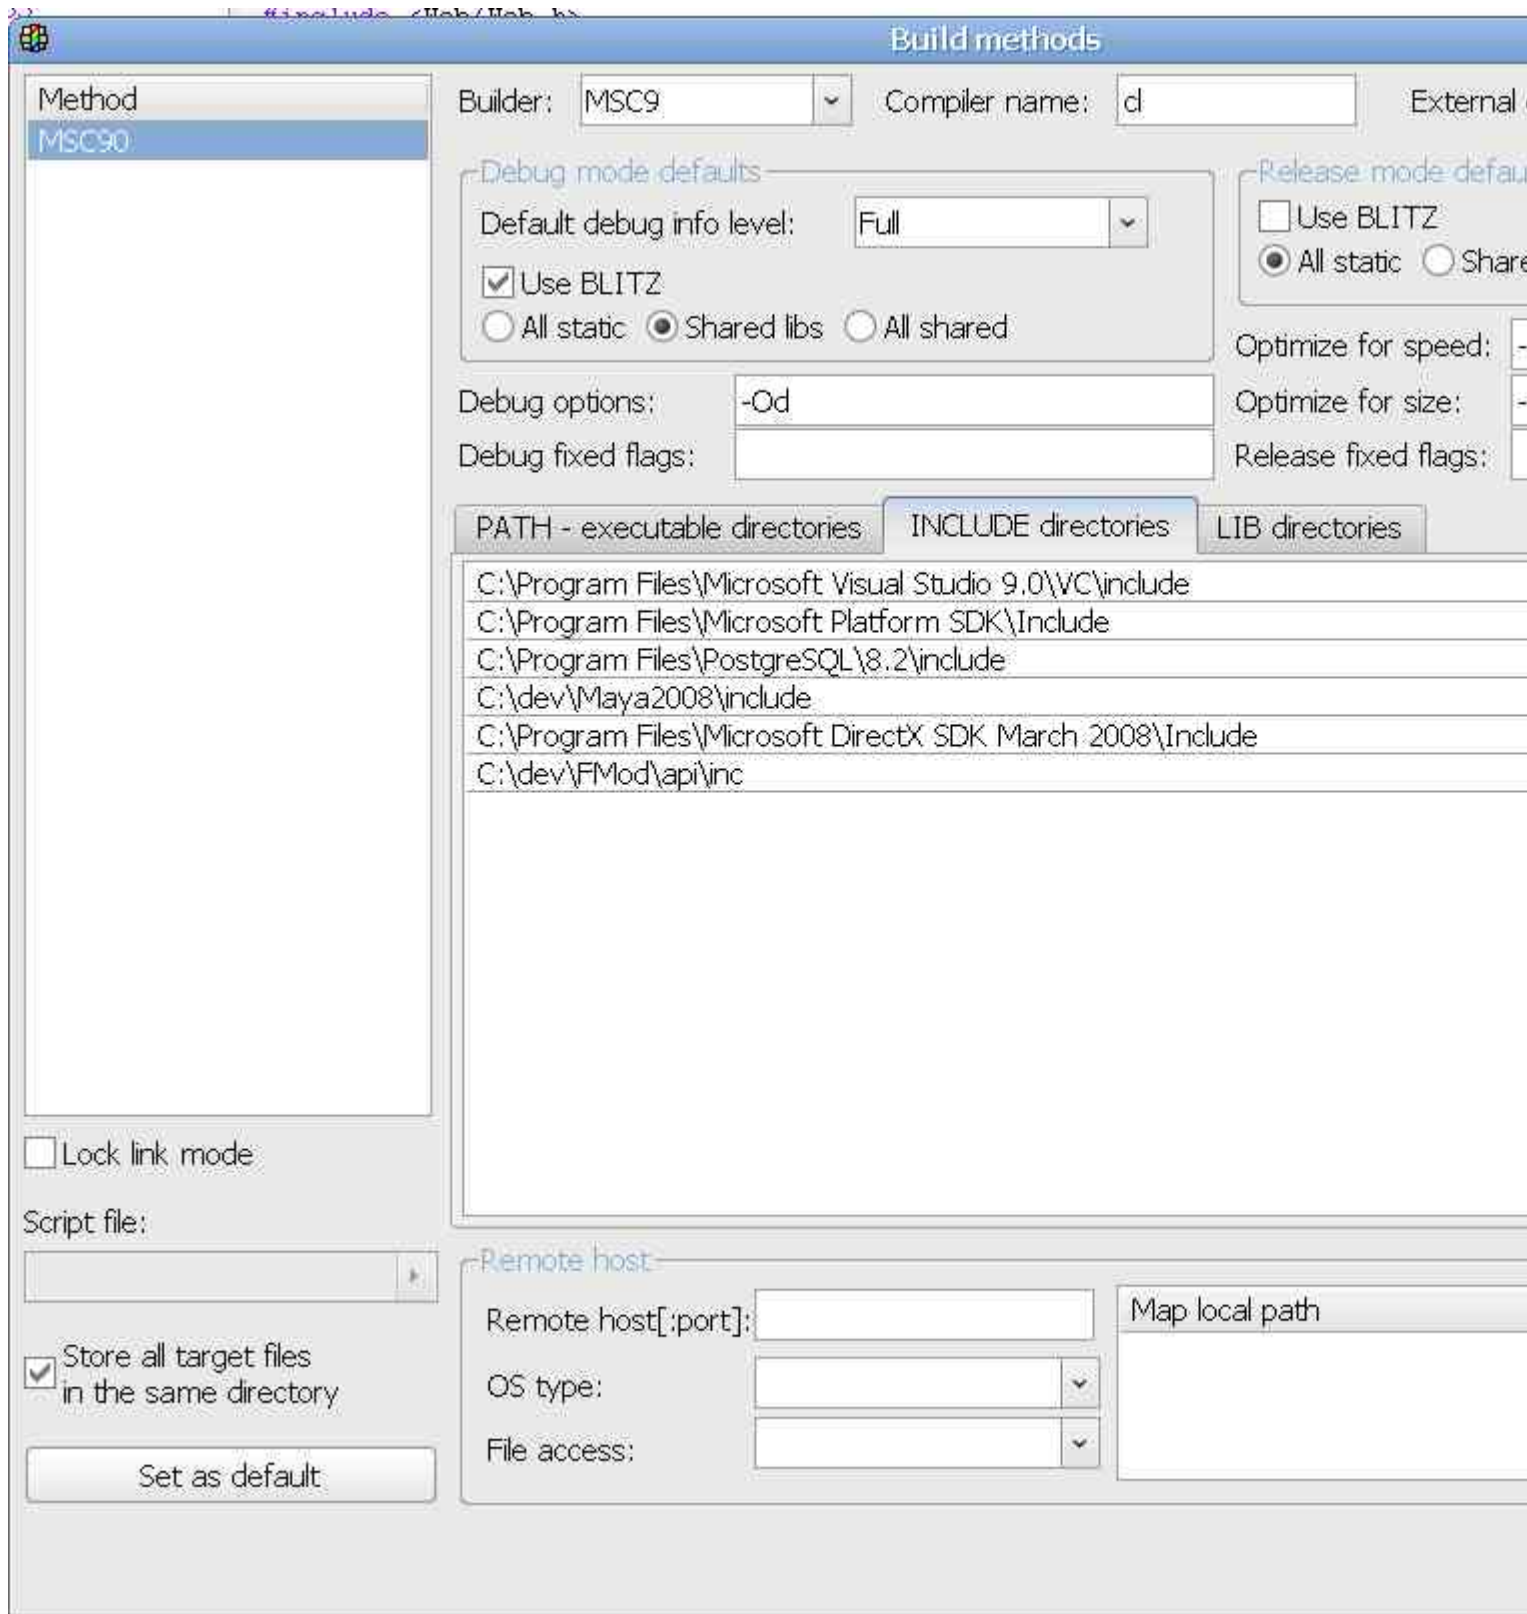 Build methods
Method
MSC90
Builder: MSC9 Compiler name: cl External
Debug mode defaults
Default debug info level: Full
Use BLITZ
All static Shared libs All shared
Release mode defau
Use BLITZ
All static Share
Optimize for speed: -
Debug options: -Od
Optimize for size: -
Debug fixed flags:
Release fixed flags:
PATH - executable directories INCLUDE directories LIB directories
C:\Program Files\Microsoft Visual Studio 9.0\VC\include
C:\Program Files\Microsoft Platform SDK\Include
C:\Program Files\PostgreSQL\8.2\include
C:\dev\Maya2008\include
C:\Program Files\Microsoft DirectX SDK March 2008\Include
C:\dev\FMod\api\inc
Lock link mode
Script file:
Store all target files
in the same directory
Set as default
Remote host
Remote host[:port]:
OS type:
File access:
Map local path